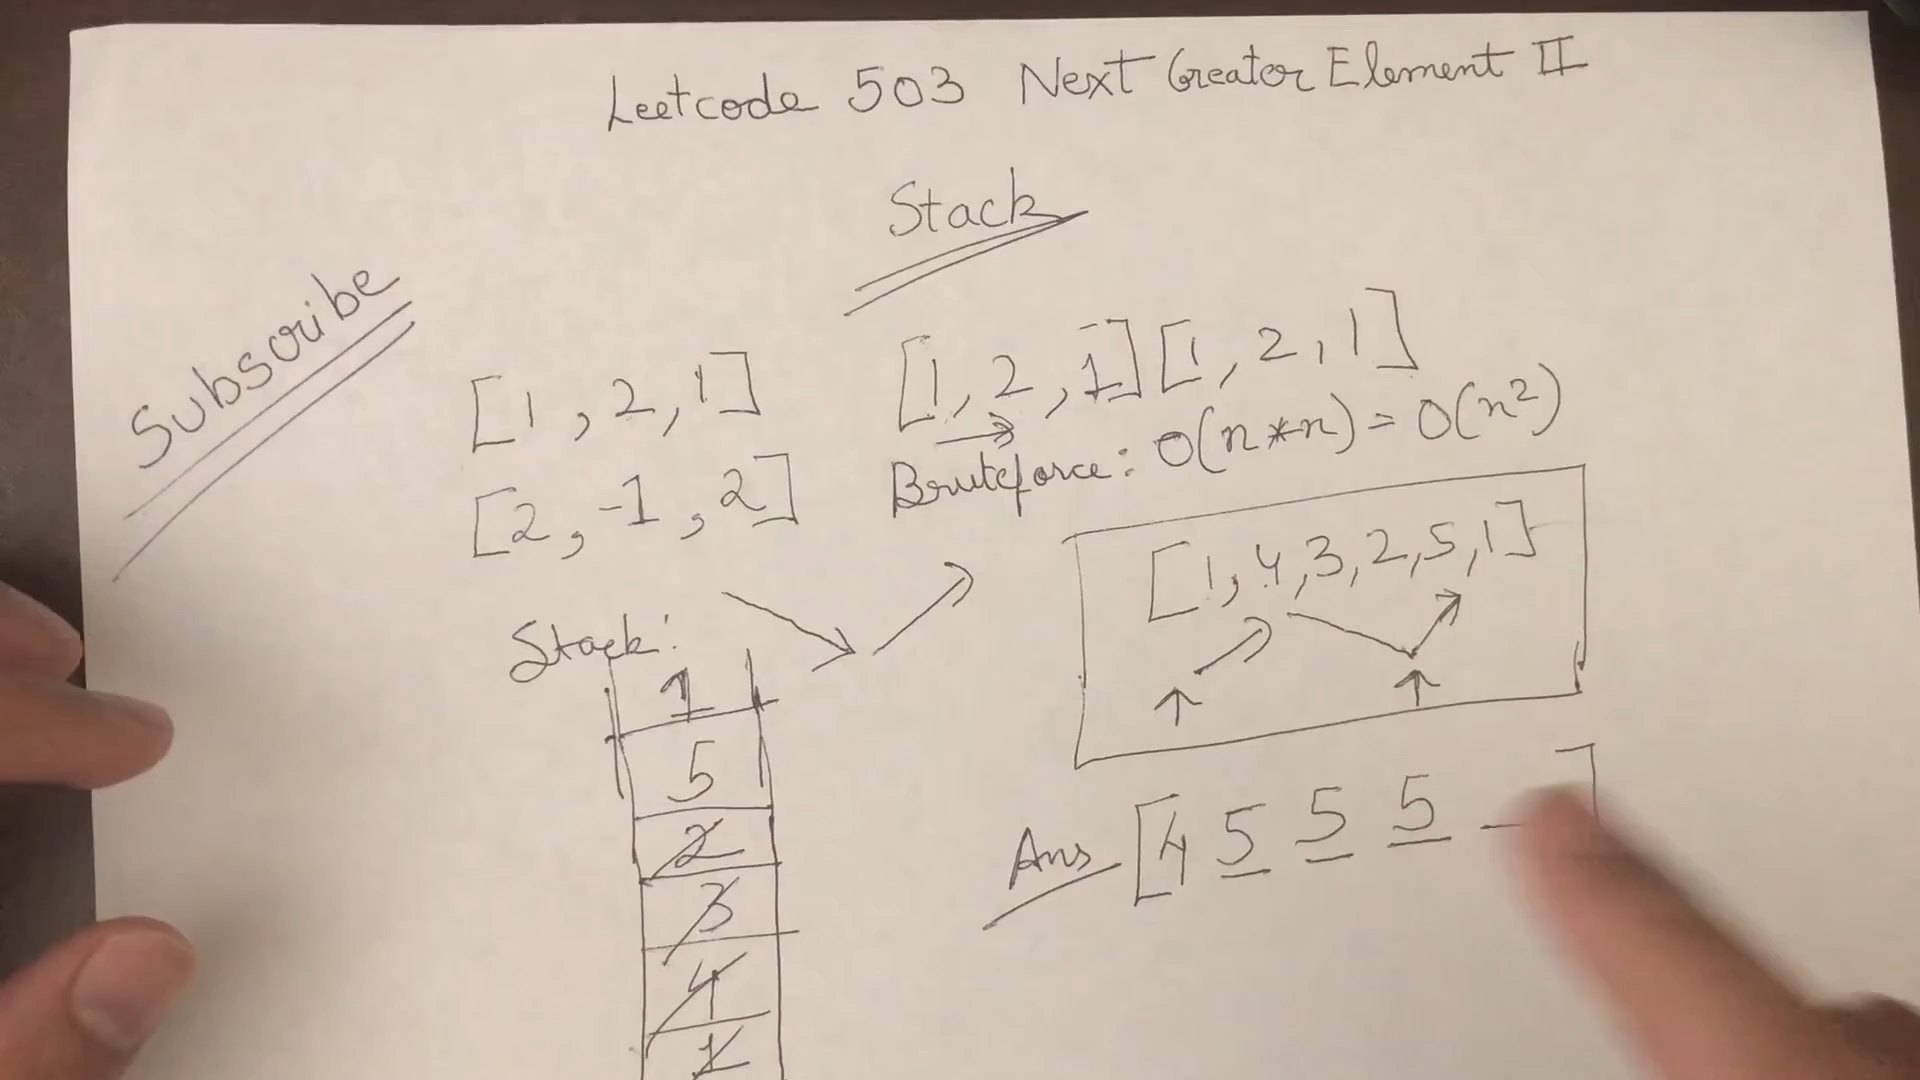 Leetcode 503 Next Greator Element II
Stack
Subscribe
[1, 2, 1] [1, 2, 1] [1, 2, 1]
Bruteforce: O(n*n) = O(n²)
[2, -1, 2]
[1, 4, 3, 2, 5, 1]
Stack:
1
5
2
3
4
1
Ans [4 5 5 5 ]